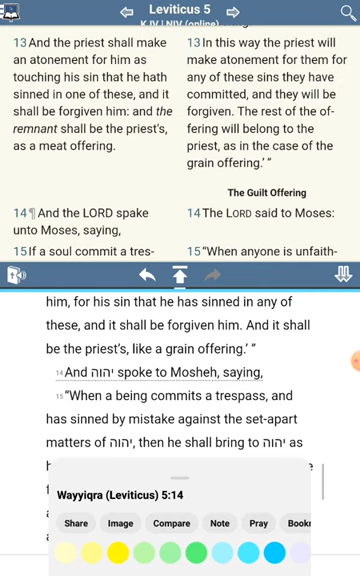 Leviticus 5
KJV | NIV (online)
13 And the priest shall make
an atonement for him as
touching his sin that he hath
sinned in one of these, and it
shall be forgiven him: and the
remnant shall be the priest's,
as a meat offering.
14 ¶ And the LORD spake
unto Moses, saying,
15 If a soul commit a tres-
13 In this way the priest will
make atonement for them for
any of these sins they have
committed, and they will be
forgiven. The rest of the of-
fering will belong to the
priest, as in the case of the
grain offering.’ ”
The Guilt Offering
14 The LORD said to Moses:
15 “When anyone is unfaith-
him, for his sin that he has sinned in any of
these, and it shall be forgiven him. And it shall
be the priest’s, like a grain offering.’ ”
14 And יהוה spoke to Mosheh, saying,
15 “When a being commits a trespass, and
has sinned by mistake against the set-apart
matters of יהוה, then he shall bring to יהוה as
Wayyiqra (Leviticus) 5:14
Share Image Compare Note Pray Bookr